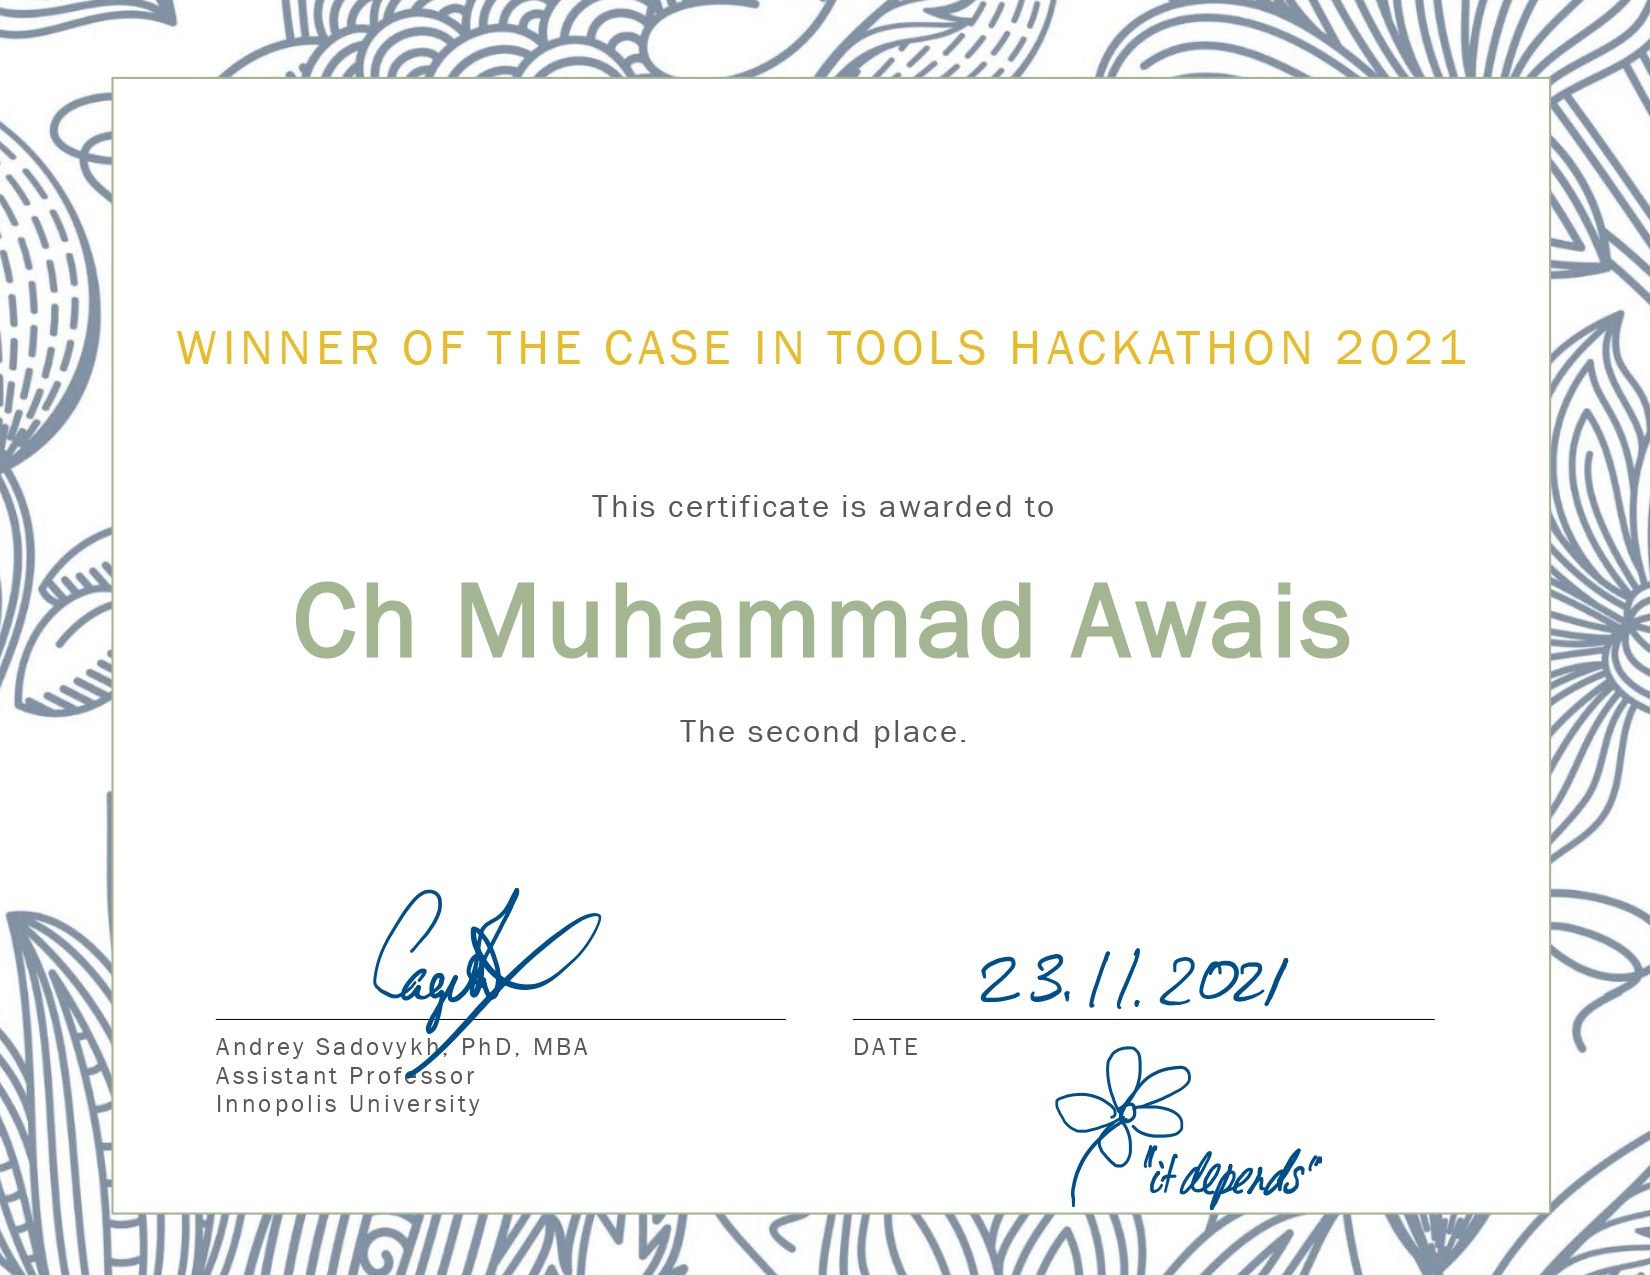 WINNER OF THE CASE IN TOOLS HACKATHON 2021
This certificate is awarded to
Ch Muhammad Awais
The second place.
23.11.2021
Andrey Sadovykh, PhD, MBA
Assistant Professor
Innopolis University
DATE
"it depends"